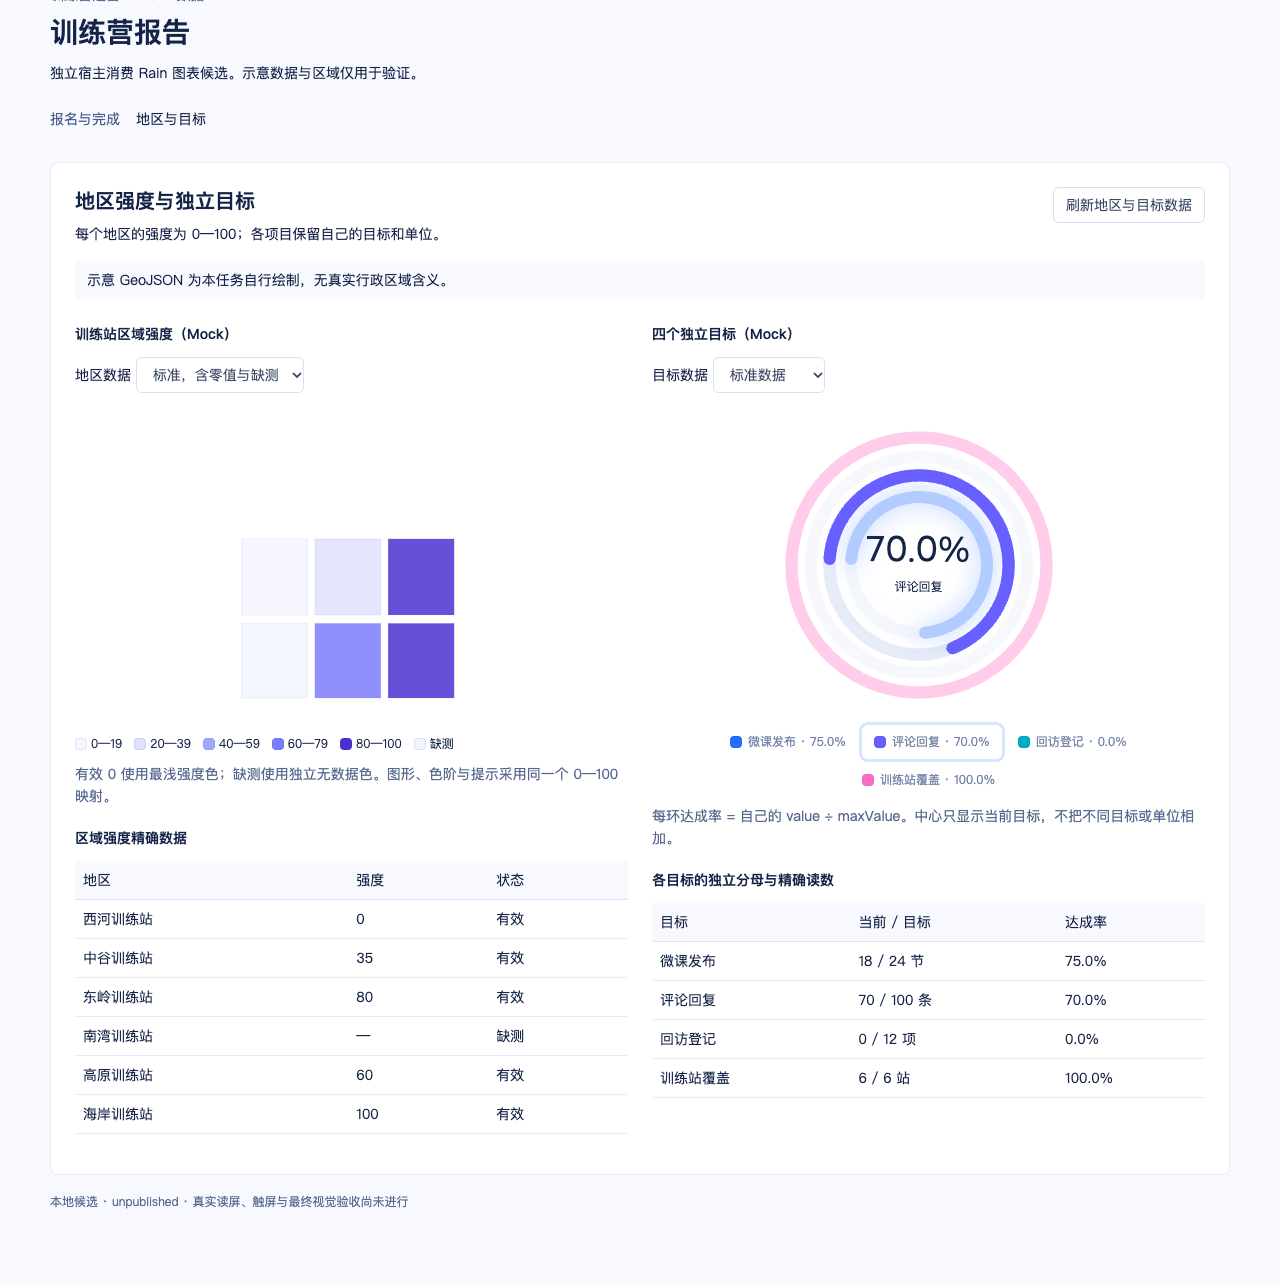 训练营报告
独立宿主消费 Rain 图表候选。示意数据与区域仅用于验证。
报名与完成 地区与目标
地区强度与独立目标
刷新地区与目标数据
每个地区的强度为 0—100；各项目保留自己的目标和单位。
示意 GeoJSON 为本任务自行绘制，无真实行政区域含义。
训练站区域强度（Mock）
地区数据 标准，含零值与缺测
0—19 20—39 40—59 60—79 80—100 缺测
有效 0 使用最浅强度色；缺测使用独立无数据色。图形、色阶与提示采用同一个 0—100
映射。
区域强度精确数据
地区 强度 状态
西河训练站 0 有效
中谷训练站 35 有效
东岭训练站 80 有效
南湾训练站 — 缺测
高原训练站 60 有效
海岸训练站 100 有效
四个独立目标（Mock）
目标数据 标准数据
70.0%
评论回复
微课发布 · 75.0% 评论回复 · 70.0% 回访登记 · 0.0%
训练站覆盖 · 100.0%
每环达成率 = 自己的 value ÷ maxValue。中心只显示当前目标，不把不同目标或单位相
加。
各目标的独立分母与精确读数
目标 当前 / 目标 达成率
微课发布 18 / 24 节 75.0%
评论回复 70 / 100 条 70.0%
回访登记 0 / 12 项 0.0%
训练站覆盖 6 / 6 站 100.0%
本地候选 · unpublished · 真实读屏、触屏与最终视觉验收尚未进行